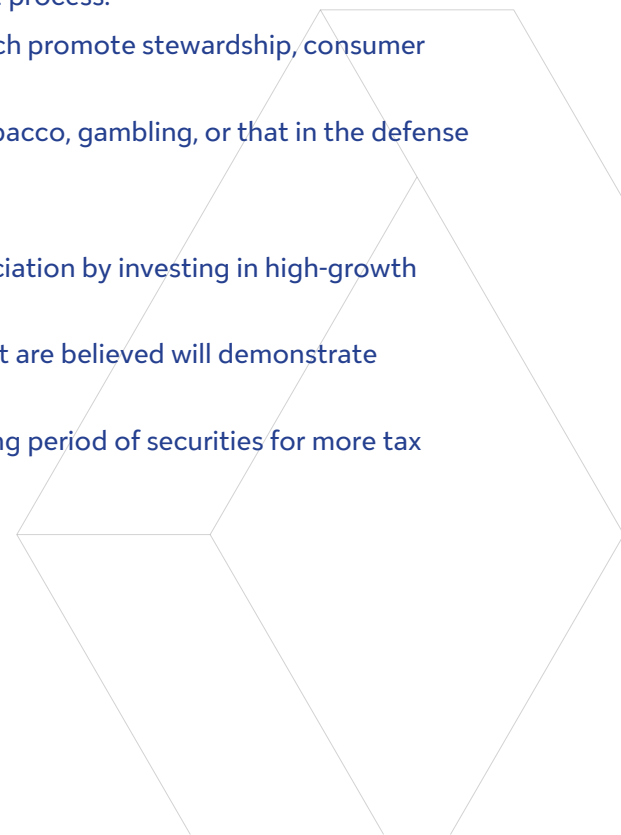 process.
ch promote stewardship, consumer
bacco, gambling, or that in the defense
ciation by investing in high-growth
t are believed will demonstrate
ng period of securities for more tax